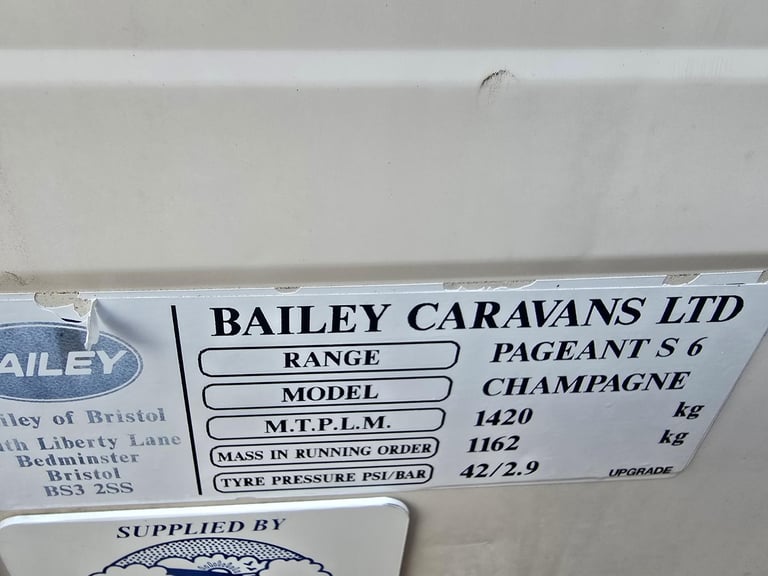 BAILEY CARAVANS LTD
RANGE PAGEANT S 6
MODEL CHAMPAGNE
M.T.P.L.M. 1420 kg
MASS IN RUNNING ORDER 1162 kg
TYRE PRESSURE PSI/BAR 42/2.9 UPGRADE
AILEY
iley of Bristol
th Liberty Lane
Bedminster
Bristol
BS3 2SS
SUPPLIED BY